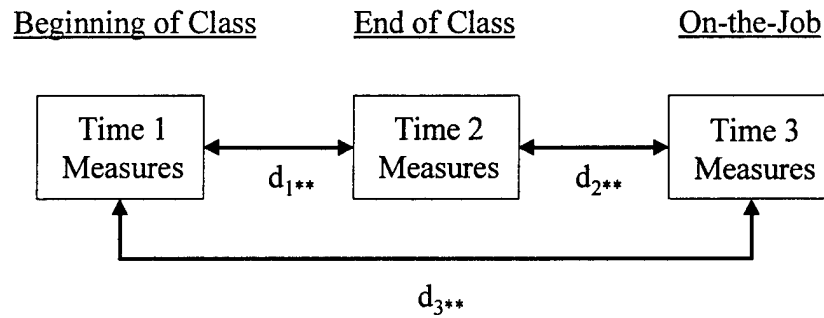 Beginning of Class
End of Class
On-the-Job
Time 1
Measures
Time 2
Measures
Time 3
Measures
d1**
d2**
d3**